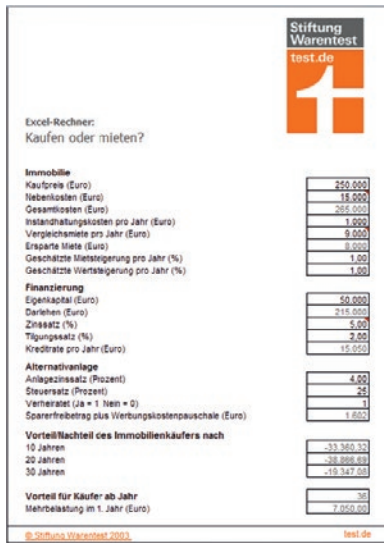 Stiftung
Warentest
test.de
Excel-Rechner:
Kaufen oder mieten?
Immobilie
Kaufpreis (Euro) 250.000
Nebenkosten (Euro) 15.000
Gesamtkosten (Euro) 265.000
Instandhaltungskosten pro Jahr (Euro) 1.000
Vergleichsmiete pro Jahr (Euro) 9.000
Ersparte Miete (Euro) 8.000
Geschätzte Mietsteigerung pro Jahr (%) 1,00
Geschätzte Wertsteigerung pro Jahr (%) 1,00
Finanzierung
Eigenkapital (Euro) 50.000
Darlehen (Euro) 215.000
Zinssatz (%) 5,00
Tilgungssatz (%) 2,00
Kreditrate pro Jahr (Euro) 15.050
Alternativanlage
Anlagezinssatz (Prozent) 4,00
Steuersatz (Prozent) 25
Verheiratet (Ja = 1 Nein = 0) 1
Sparerfreibetrag plus Werbungskostenpauschale (Euro) 1.602
Vorteil/Nachteil des Immobilienkäufers nach
10 Jahren -33.360,32
20 Jahren -38.866,69
30 Jahren -19.347,08
Vorteil für Käufer ab Jahr 36
Mehrbelastung im 1. Jahr (Euro) 7.050,00
© Stiftung Warentest 2003 test.de